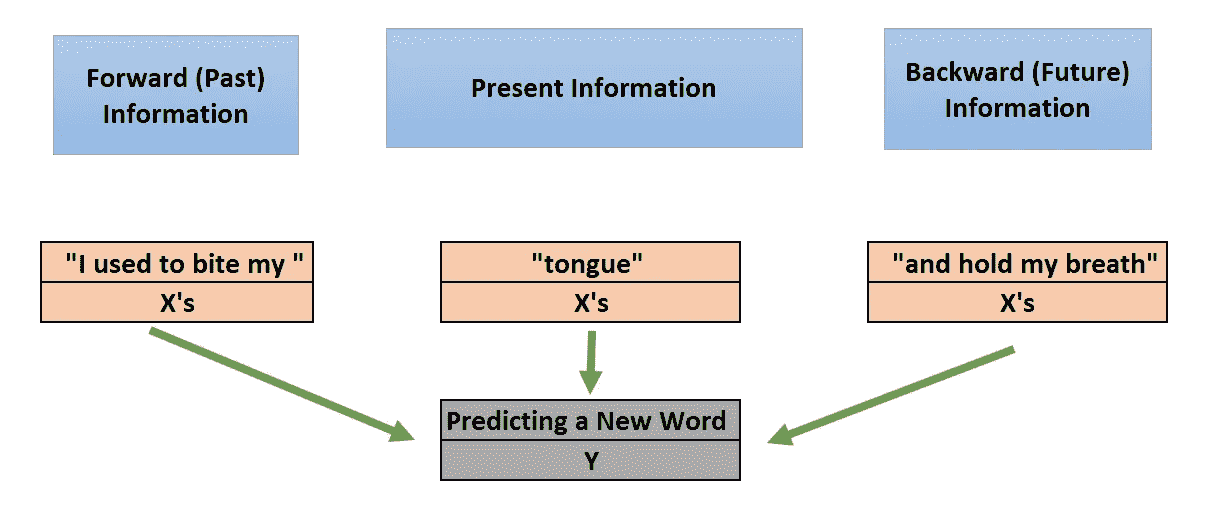 Forward (Past)
Information
Present Information
Backward (Future)
Information
"I used to bite my "
X's
"tongue"
X's
"and hold my breath"
X's
Predicting a New Word
Y